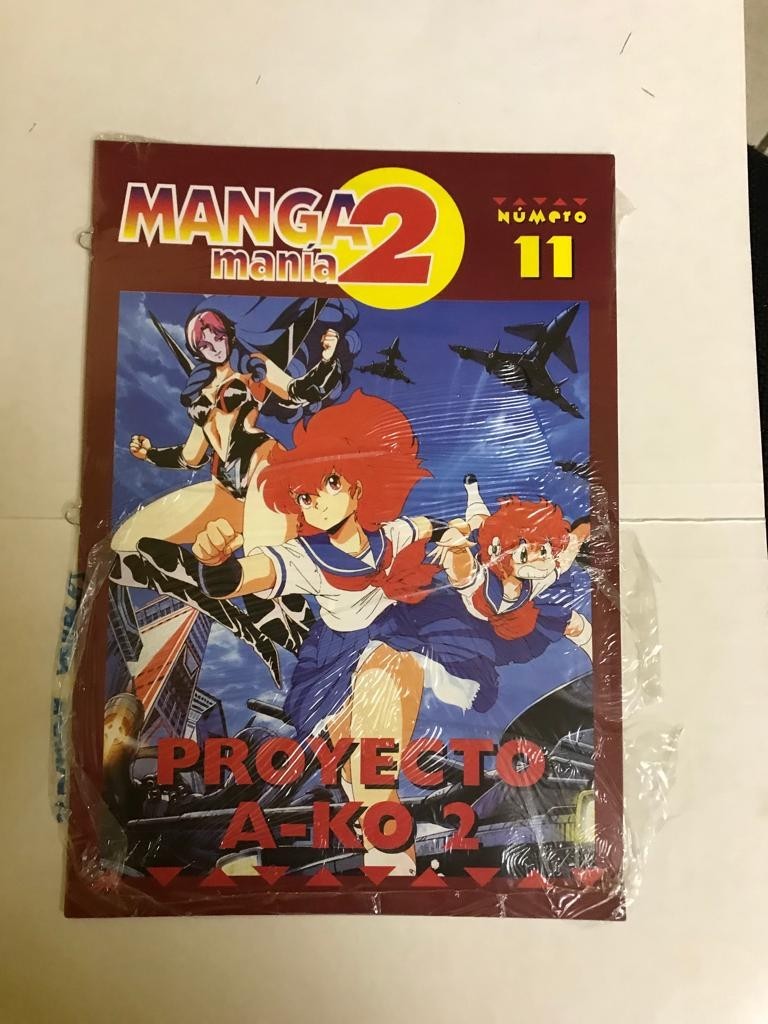 MANGA 2
manía
NÚMERO
11
PROYECTO
A-KO 2